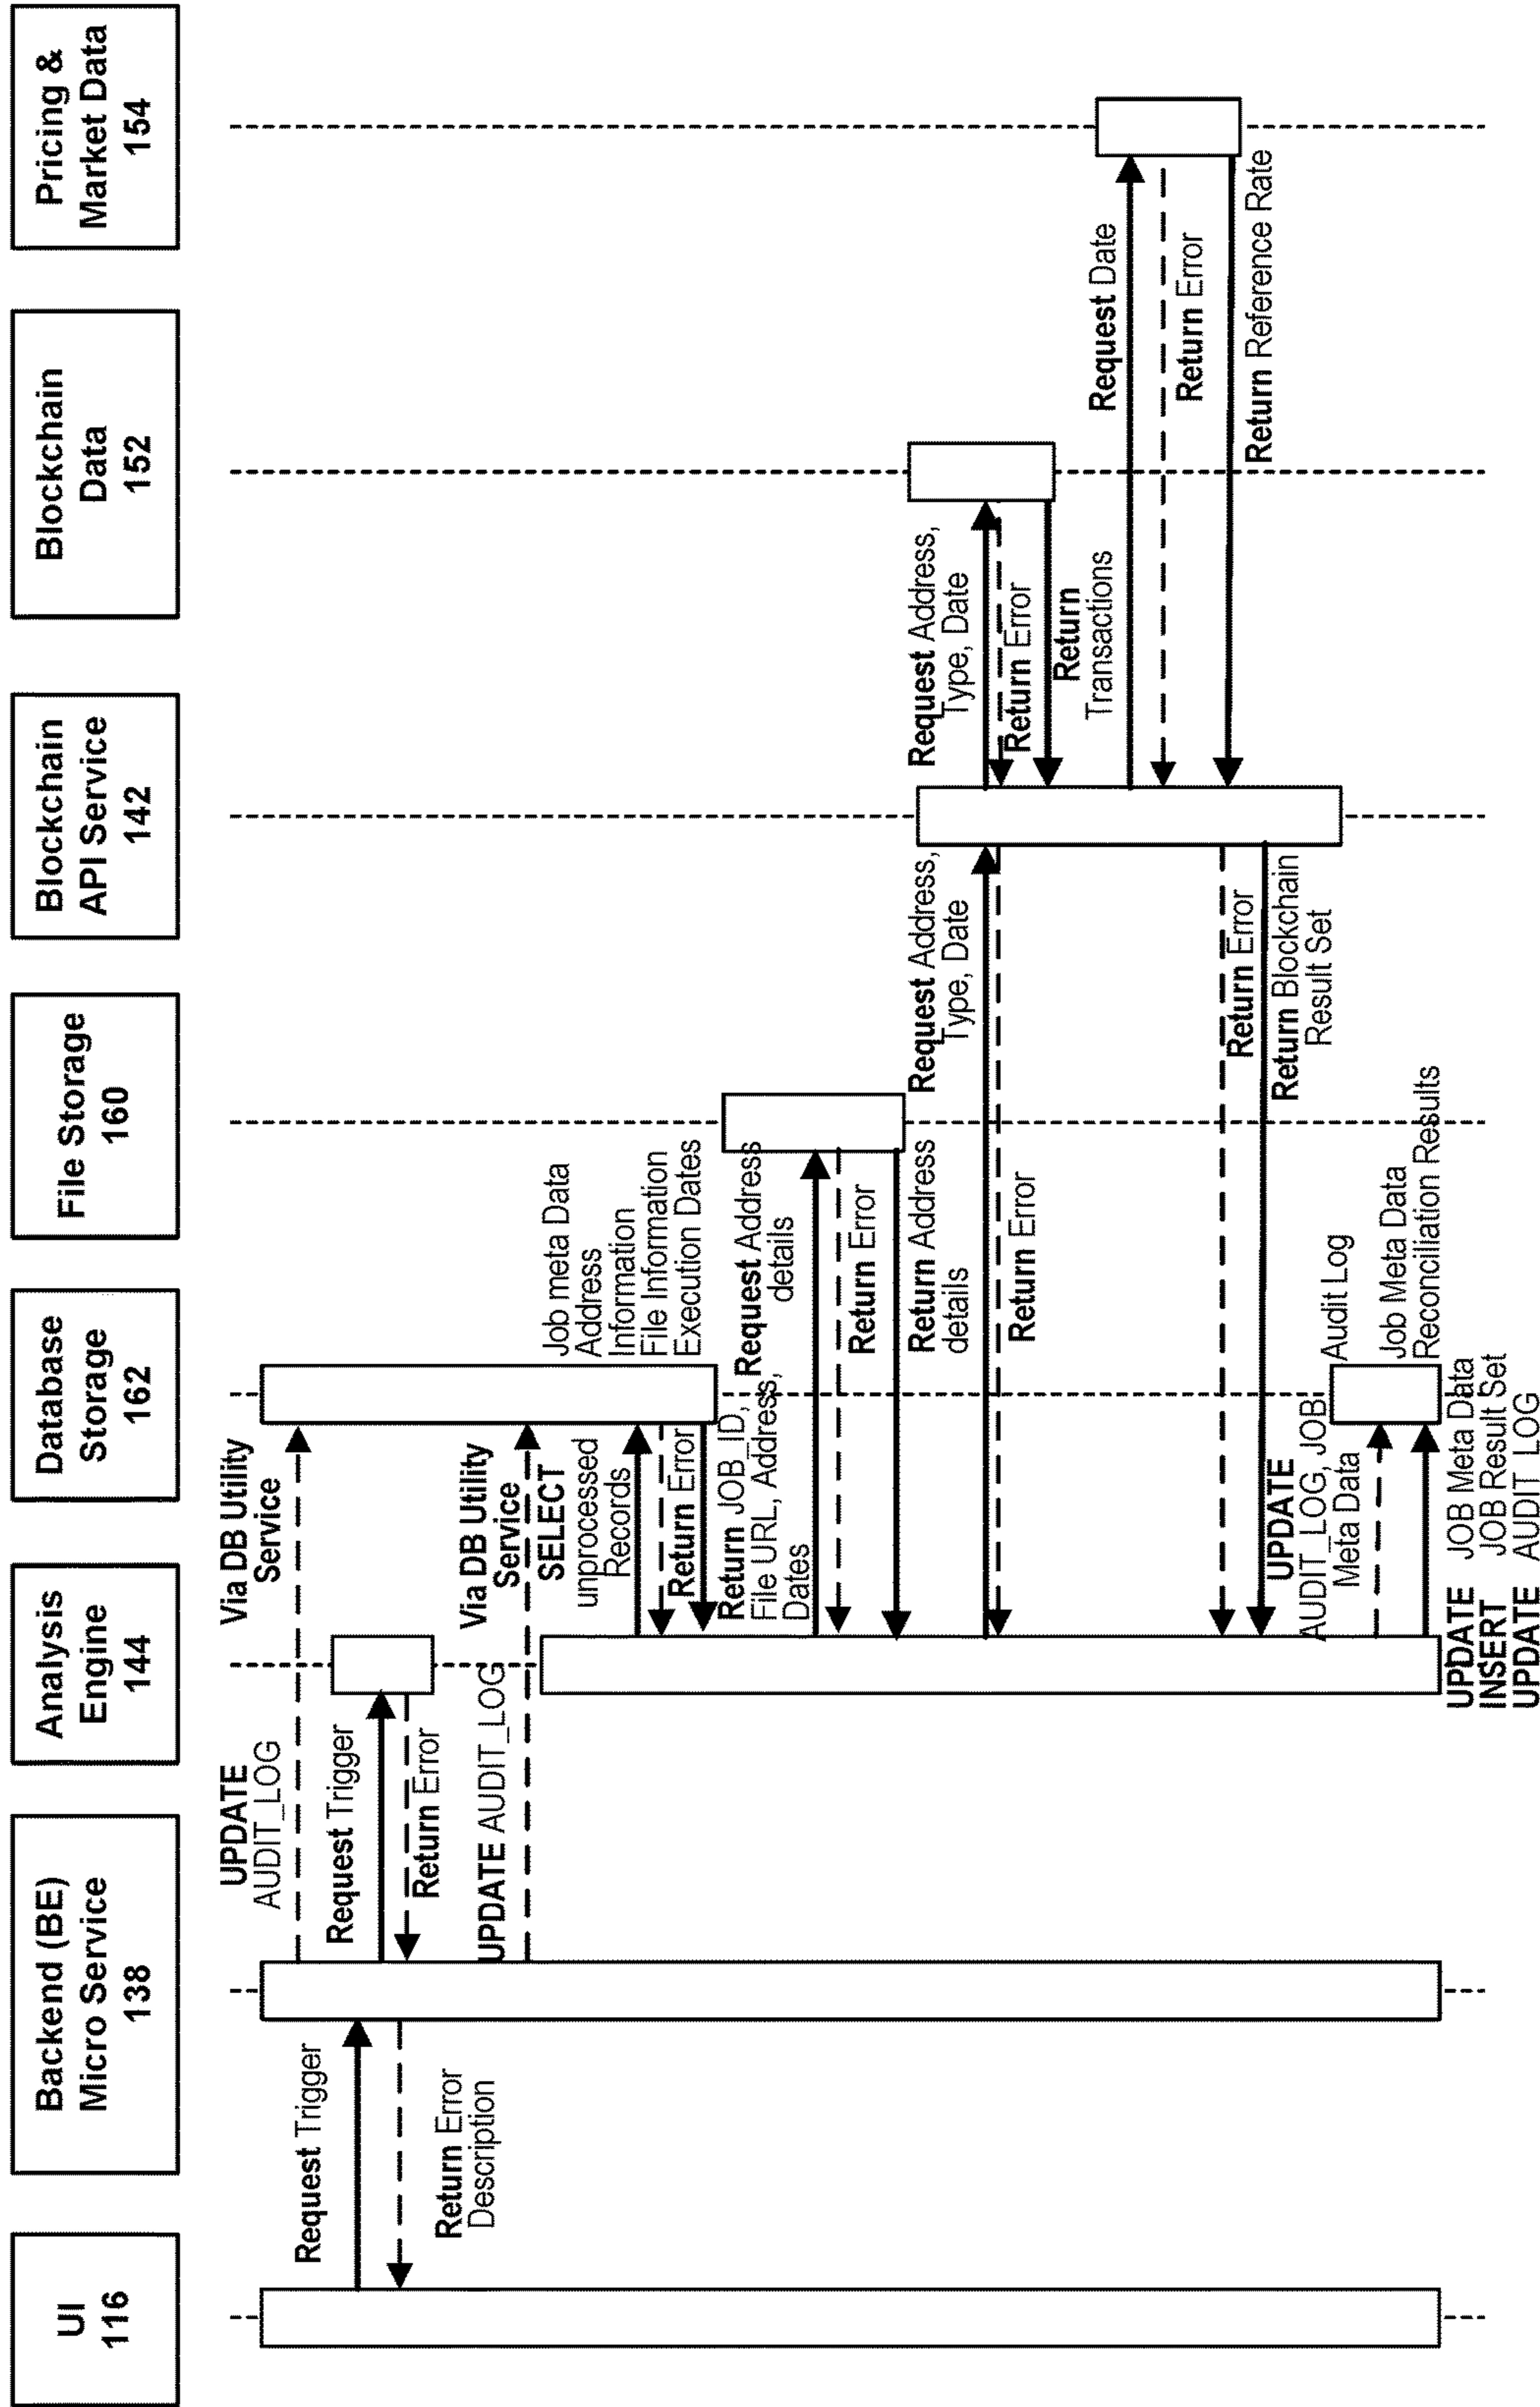 UI
116
Backend (BE)
Micro Service
138
Analysis
Engine
144
Database
Storage
162
File Storage
160
Blockchain
API Service
142
Blockchain
Data
152
Pricing &
Market Data
154
UPDATE
AUDIT_LOG
Via DB Utility
Service
Request Trigger
Request Trigger
Return Error
Return Error
Description
UPDATE AUDIT_LOG
Via DB Utility
Service
SELECT
unprocessed
Records
Return Error
Return JOB_ID,
File URL, Address,
Dates
Job meta Data
Address
Information
File Information
Execution Dates
Request Address
details
Return Error
Return Address
details
Request Address,
Type, Date
Return Error
Request Address,
Type, Date
Return Error
Return
Transactions
Request Date
Return Error
Return Reference Rate
Return Error
Return Blockchain
Result Set
UPDATE
AUDIT_LOG, JOB
Meta Data
Audit Log
Job Meta Data
Reconciliation Results
UPDATE JOB Meta Data
INSERT JOB Result Set
UPDATE AUDIT_LOG